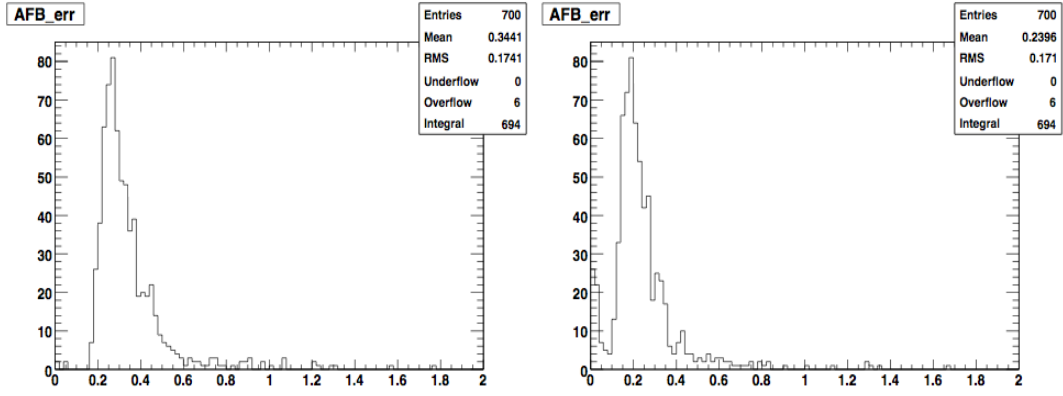 AFB_err
Entries 700
Mean 0.3441
RMS 0.1741
Underflow 0
Overflow 6
Integral 694
80
70
60
50
40
30
20
10
0
0 0.2 0.4 0.6 0.8 1 1.2 1.4 1.6 1.8 2
AFB_err
Entries 700
Mean 0.2396
RMS 0.171
Underflow 0
Overflow 6
Integral 694
80
70
60
50
40
30
20
10
0
0 0.2 0.4 0.6 0.8 1 1.2 1.4 1.6 1.8 2